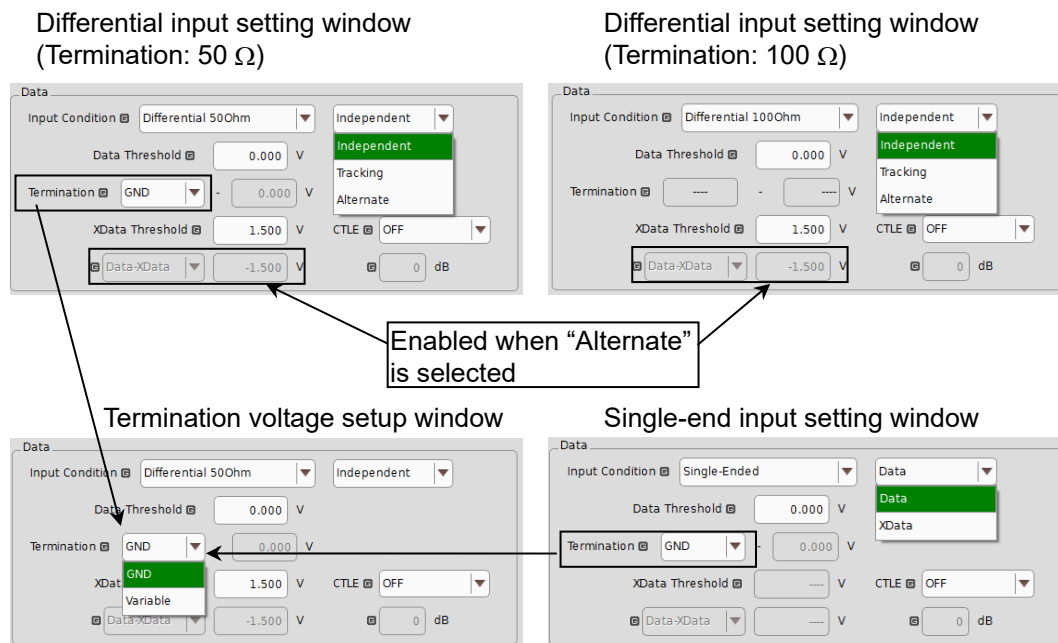 Differential input setting window
(Termination: 50 Ω)
Data
Input Condition G Differential 50Ohm Independent
Independent
Tracking
Alternate
Data Threshold G 0.000 V
Termination G GND - 0.000 V
XData Threshold G 1.500 V CTLE G OFF
G Data-XData -1.500 V G 0 dB
Differential input setting window
(Termination: 100 Ω)
Data
Input Condition G Differential 100Ohm Independent
Independent
Tracking
Alternate
Data Threshold G 0.000 V
Termination G ---- - ---- V
XData Threshold G 1.500 V CTLE G OFF
G Data-XData -1.500 V G 0 dB
Enabled when “Alternate”
is selected
Termination voltage setup window
Data
Input Condition G Differential 50Ohm Independent
Data Threshold G 0.000 V
Termination G GND 0.000 V
GND
Variable
XDat 1.500 V CTLE G OFF
G Data-XData -1.500 V G 0 dB
Single-end input setting window
Data
Input Condition G Single-Ended Data
Data
XData
Data Threshold G 0.000 V
Termination G GND - 0.000 V
XData Threshold G ---- V CTLE G OFF
G Data-XData ---- V G 0 dB